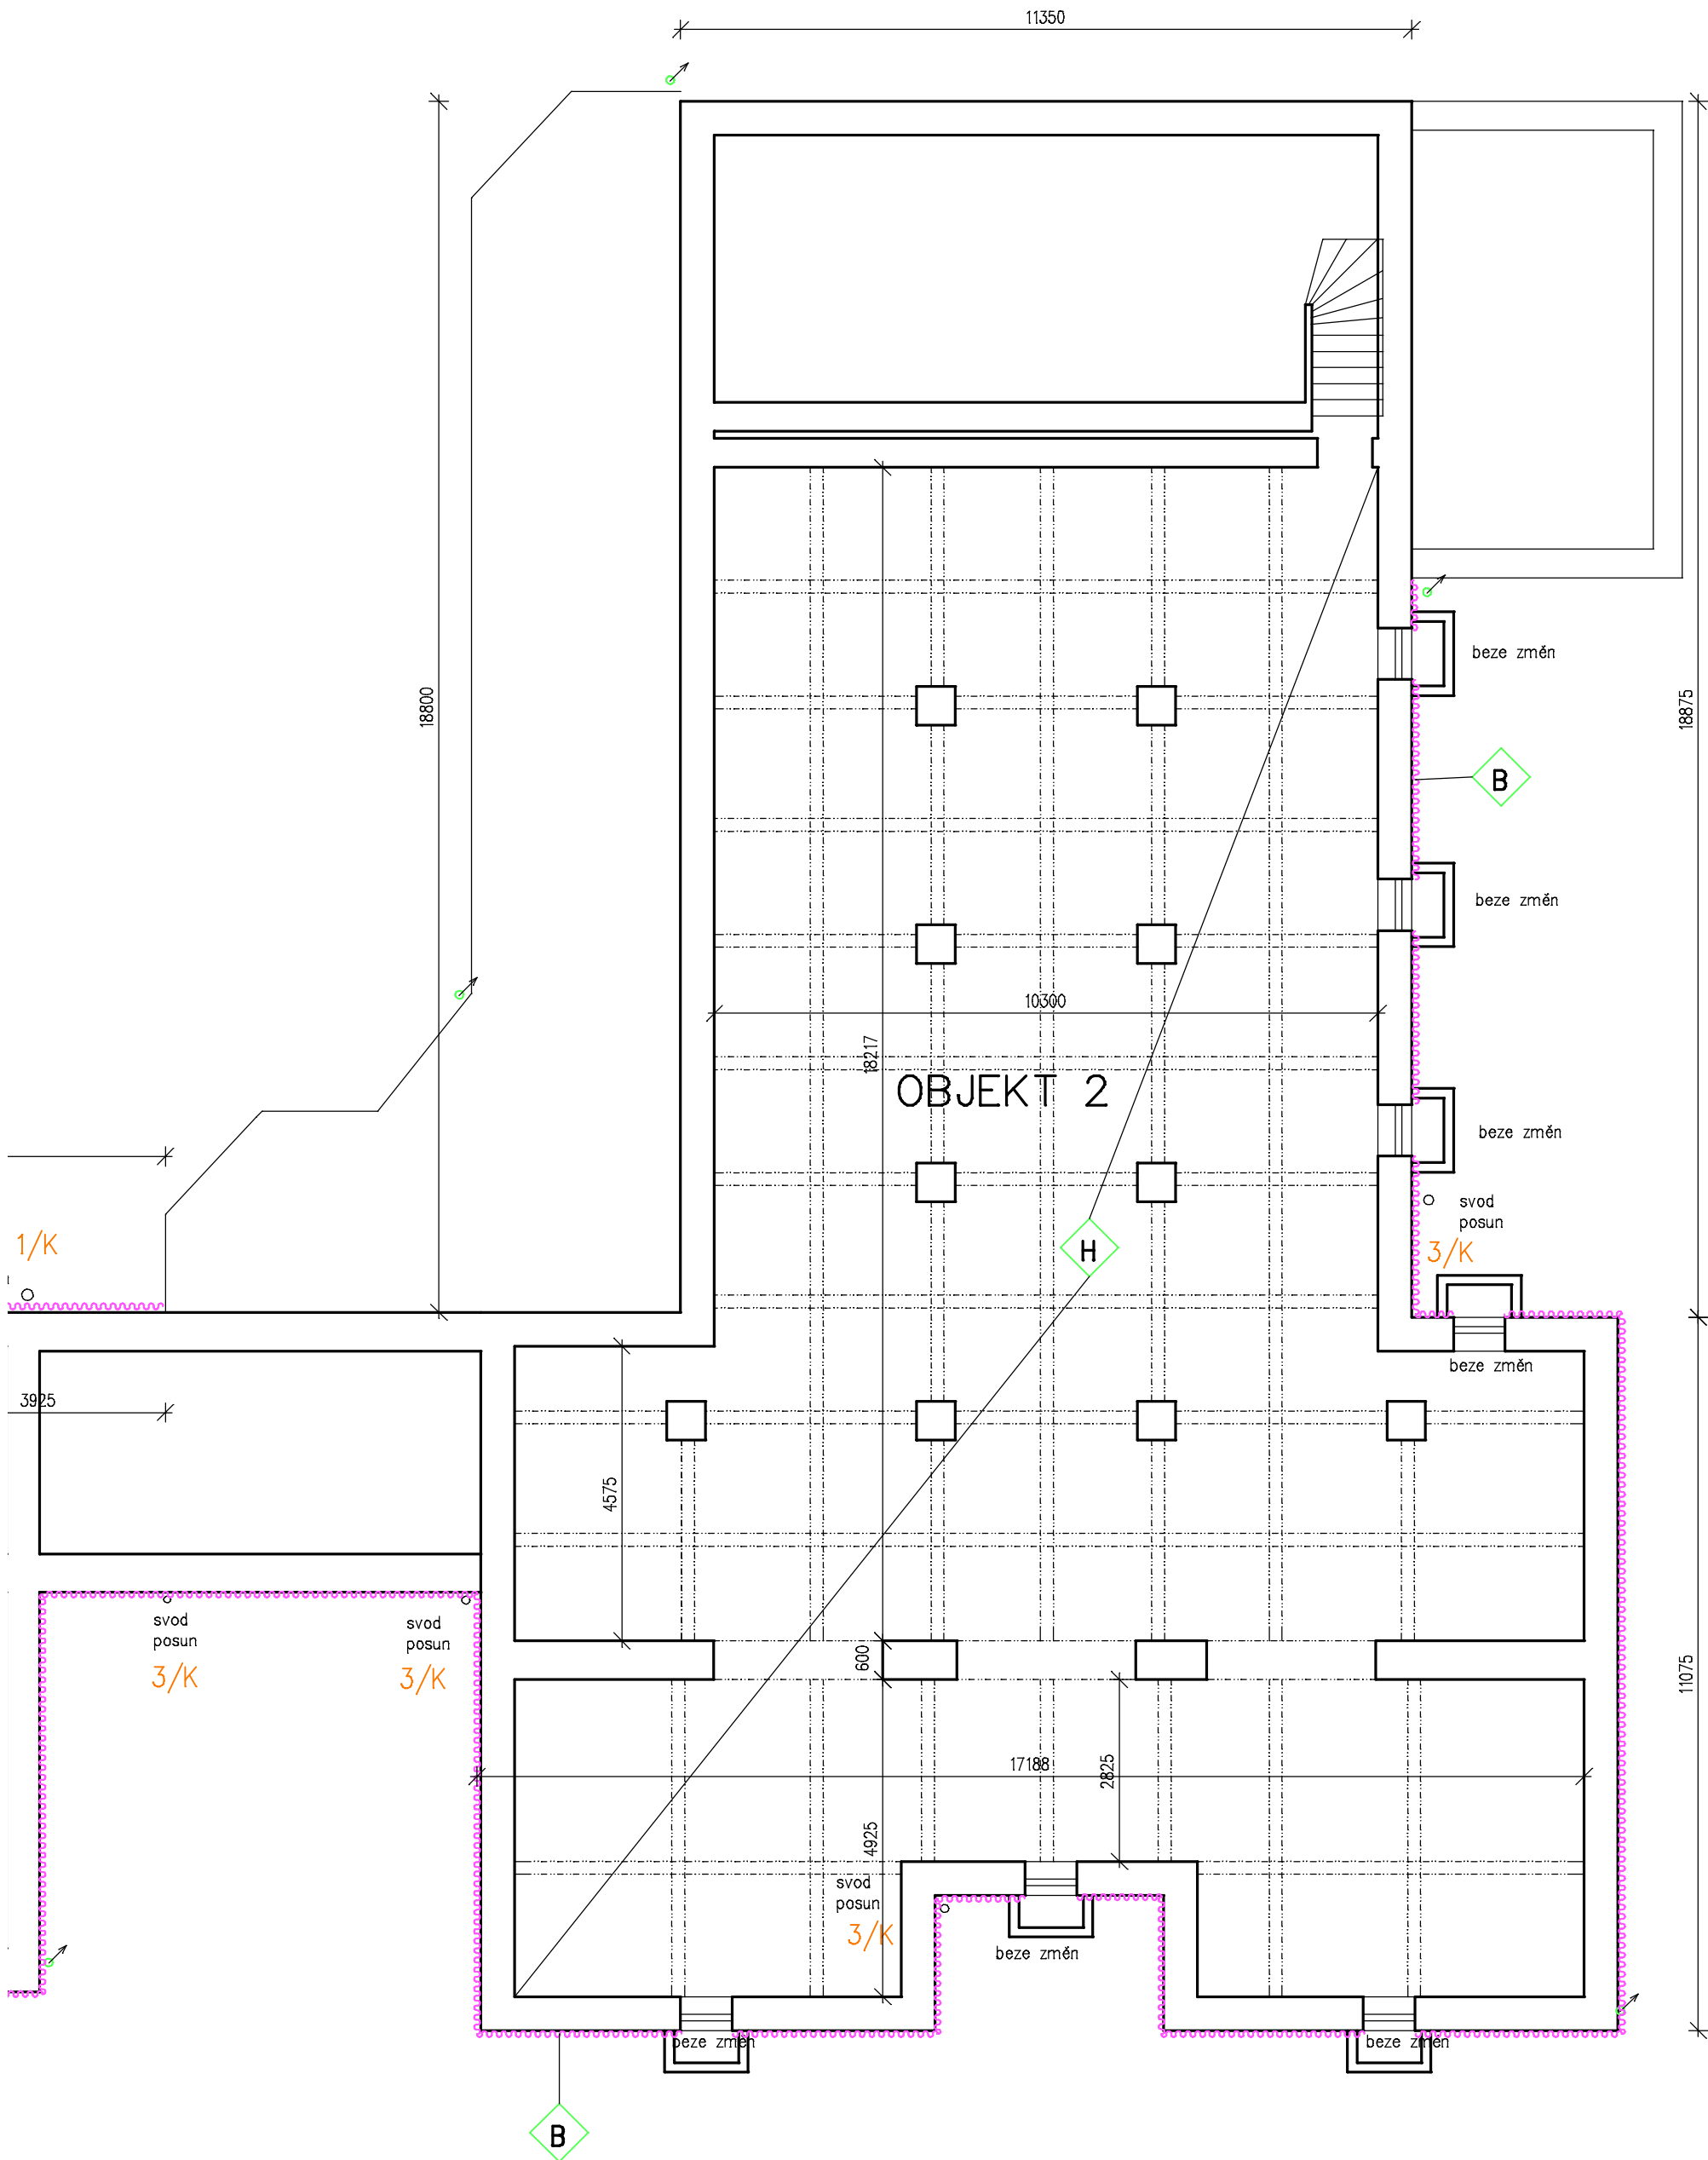 11350
18800
18875
beze změn
B
beze změn
10300
18217
OBJEKT 2
beze změn
svod
posun
3/K
1/K
H
beze změn
3925
4575
600
svod
posun
3/K
svod
posun
3/K
11075
17188
2825
4925
svod
posun
3/K
beze změn
beze změn
beze změn
B